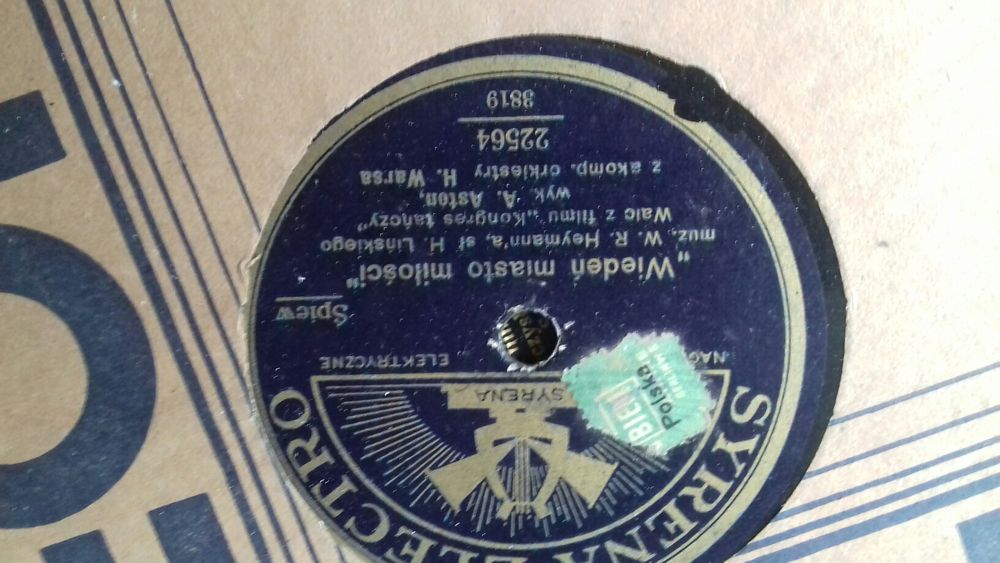 SYRENA ELECTRO
SYRENA
ELEKTRYCZNE
BIEM
Polska
Śpiew
„Wiedeń miasto miłości”
muz. W. R. Heymann'a, sł H. Lińskiego
Walc z filmu „Kongres tańczy”
wyk. A. Aston,
z akomp. orkiestry H. Warsa
22564
3819